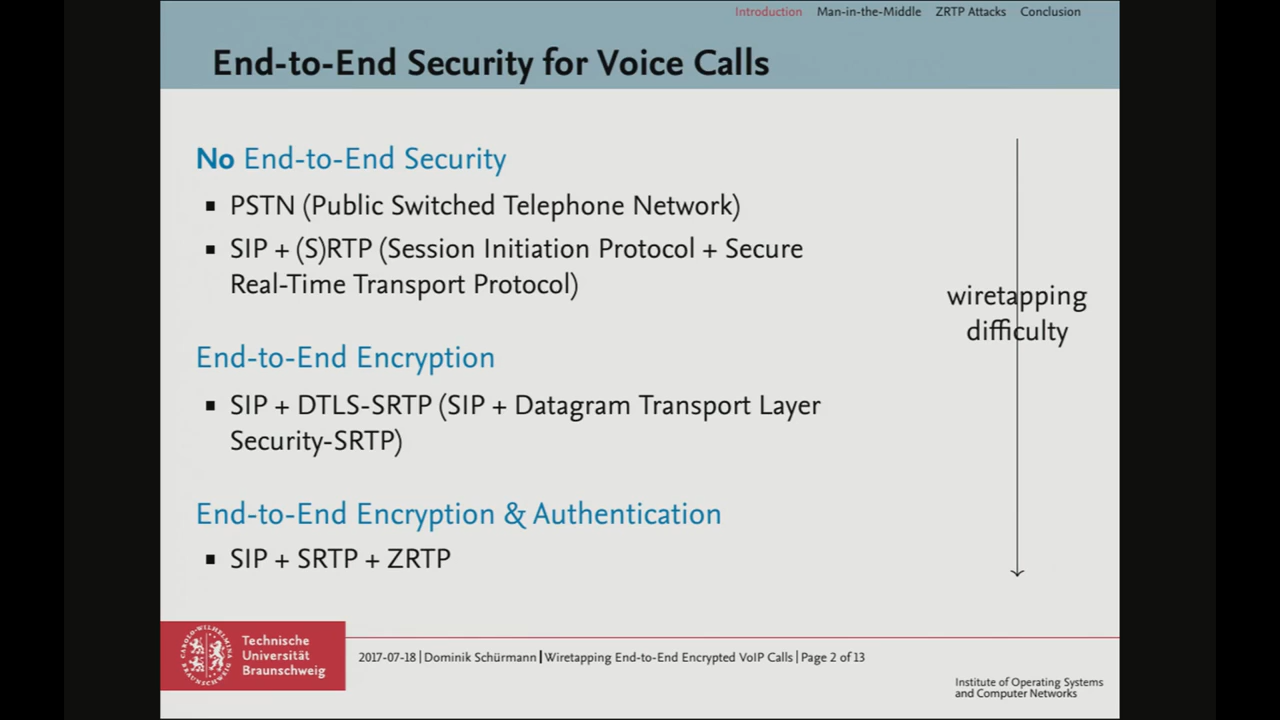 Introduction Man-in-the-Middle ZRTP Attacks Conclusion
End-to-End Security for Voice Calls
No End-to-End Security
▪ PSTN (Public Switched Telephone Network)
▪ SIP + (S)RTP (Session Initiation Protocol + Secure
Real-Time Transport Protocol)
wiretapping
difficulty
End-to-End Encryption
▪ SIP + DTLS-SRTP (SIP + Datagram Transport Layer
Security-SRTP)
End-to-End Encryption & Authentication
▪ SIP + SRTP + ZRTP
CAROLO-WILHELMINA
BRAUNSCHWEIG
Technische
Universität
Braunschweig
2017-07-18 | Dominik Schürmann | Wiretapping End-to-End Encrypted VoIP Calls | Page 2 of 13
Institute of Operating Systems
and Computer Networks